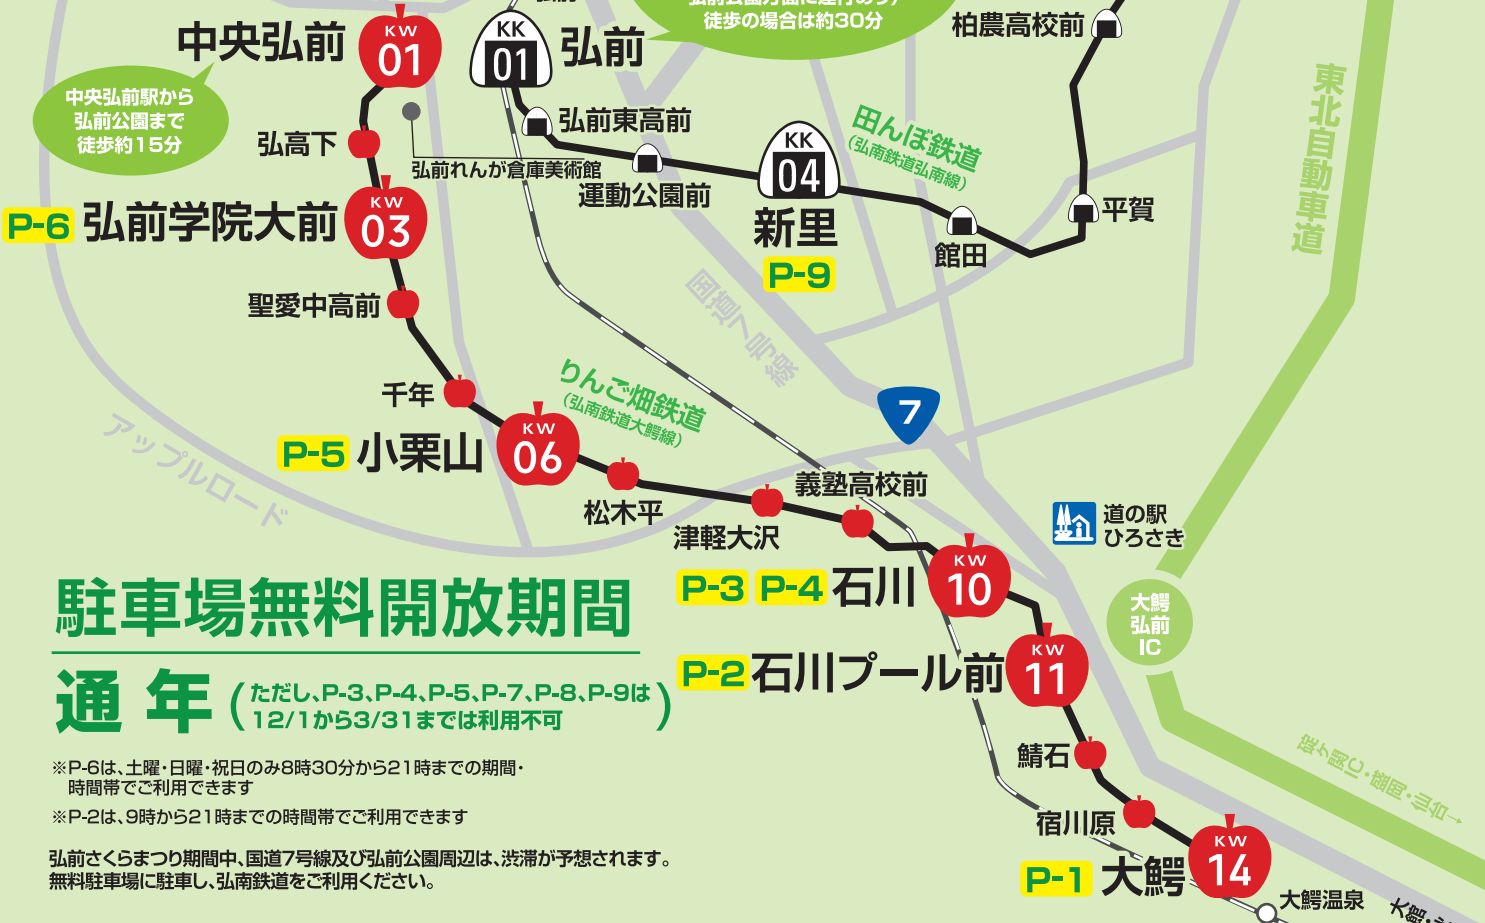 徒歩の場合は約30分
柏農高校前
中央弘前
KW
01
KK
01
弘前
中央弘前駅から
弘前公園まで
徒歩約15分
弘高下
弘前れんが倉庫美術館
弘前東高前
運動公園前
KK
04
新里
P-9
田んぼ鉄道
(弘南鉄道弘南線)
館田
平賀
東北自動車道
P-6 弘前学院大前
KW
03
聖愛中高前
国道7号線
千年
りんご畑鉄道
(弘南鉄道大鰐線)
7
アップルロード
P-5 小栗山
KW
06
松木平
義塾高校前
津軽大沢
道の駅
ひろさき
P-3 P-4 石川
KW
10
大鰐
弘前
IC
P-2 石川プール前
KW
11
鯖石
宿川原
碇ヶ関IC・盛岡・仙台→
P-1 大鰐
KW
14
大鰐温泉
駐車場無料開放期間
通年
(ただし、P-3、P-4、P-5、P-7、P-8、P-9は
12/1から3/31までは利用不可)
※P-6は、土曜・日曜・祝日のみ8時30分から21時までの期間・
時間帯でご利用できます
※P-2は、9時から21時までの時間帯でご利用できます
弘前さくらまつり期間中、国道7号線及び弘前公園周辺は、渋滞が予想されます。
無料駐車場に駐車し、弘南鉄道をご利用ください。